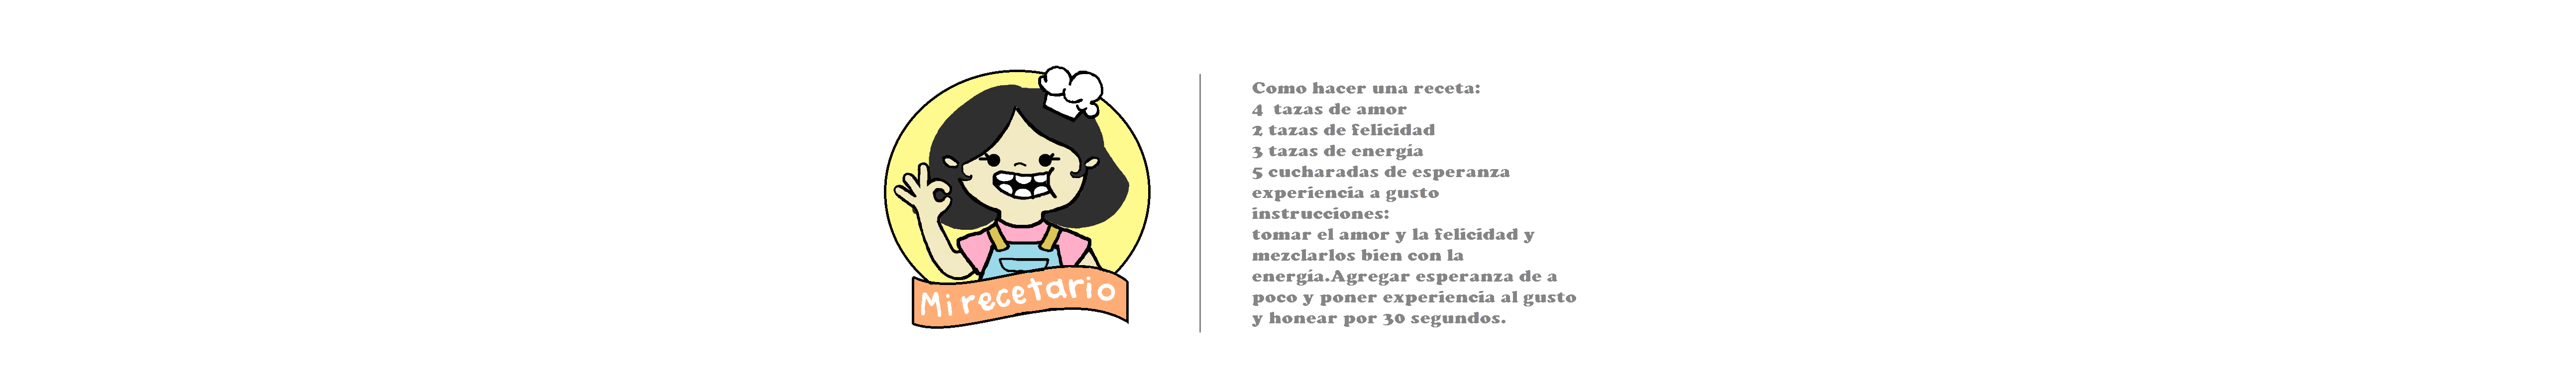 Mi recetario
Como hacer una receta:
4 tazas de amor
2 tazas de felicidad
3 tazas de energía
5 cucharadas de esperanza
experiencia a gusto
instrucciones:
tomar el amor y la felicidad y
mezclarlos bien con la
energía.Agregar esperanza de a
poco y poner experiencia al gusto
y honear por 30 segundos.